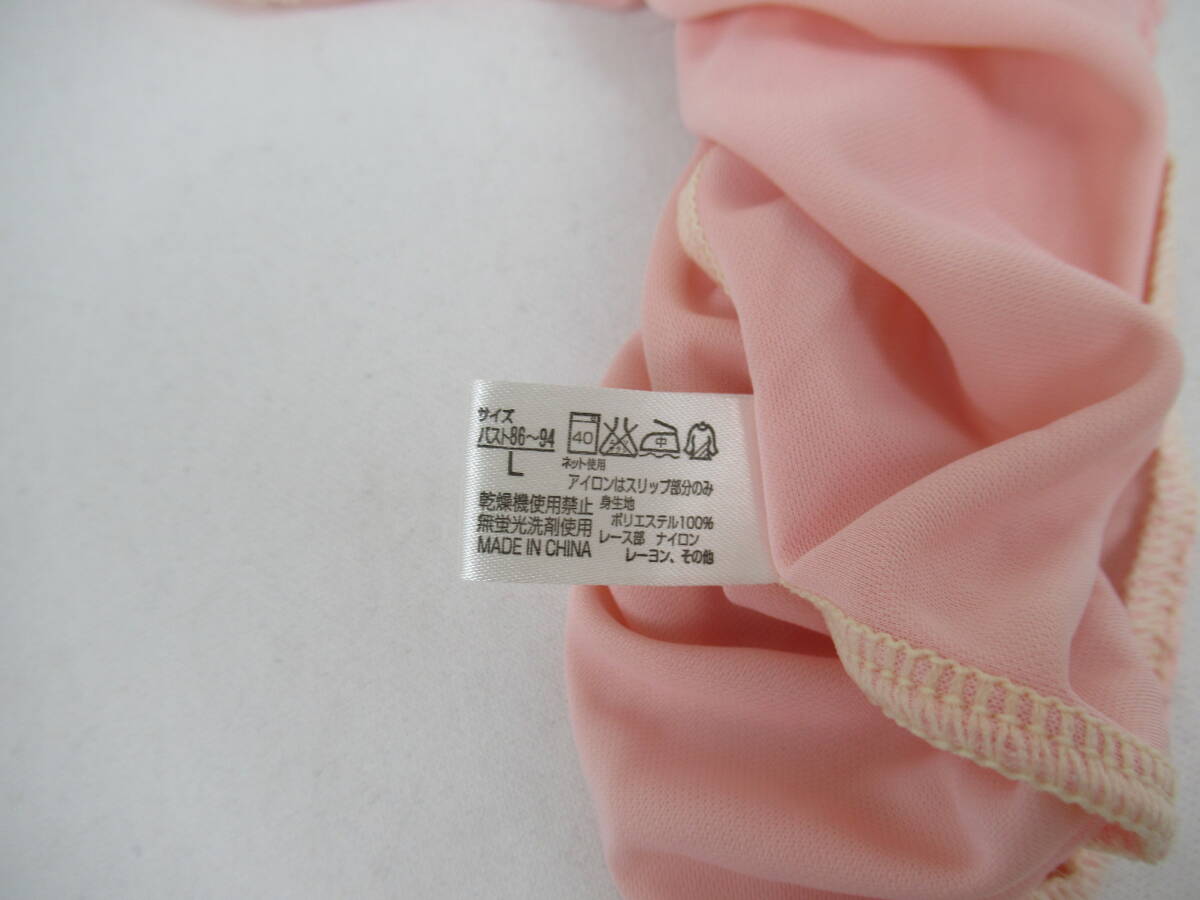 サイズ
バスト86～94
L
40
中
ネット使用
アイロンはスリップ部分のみ
乾燥機使用禁止
無蛍光洗剤使用
MADE IN CHINA
身生地
ポリエステル100%
レース部 ナイロン
レーヨン、その他